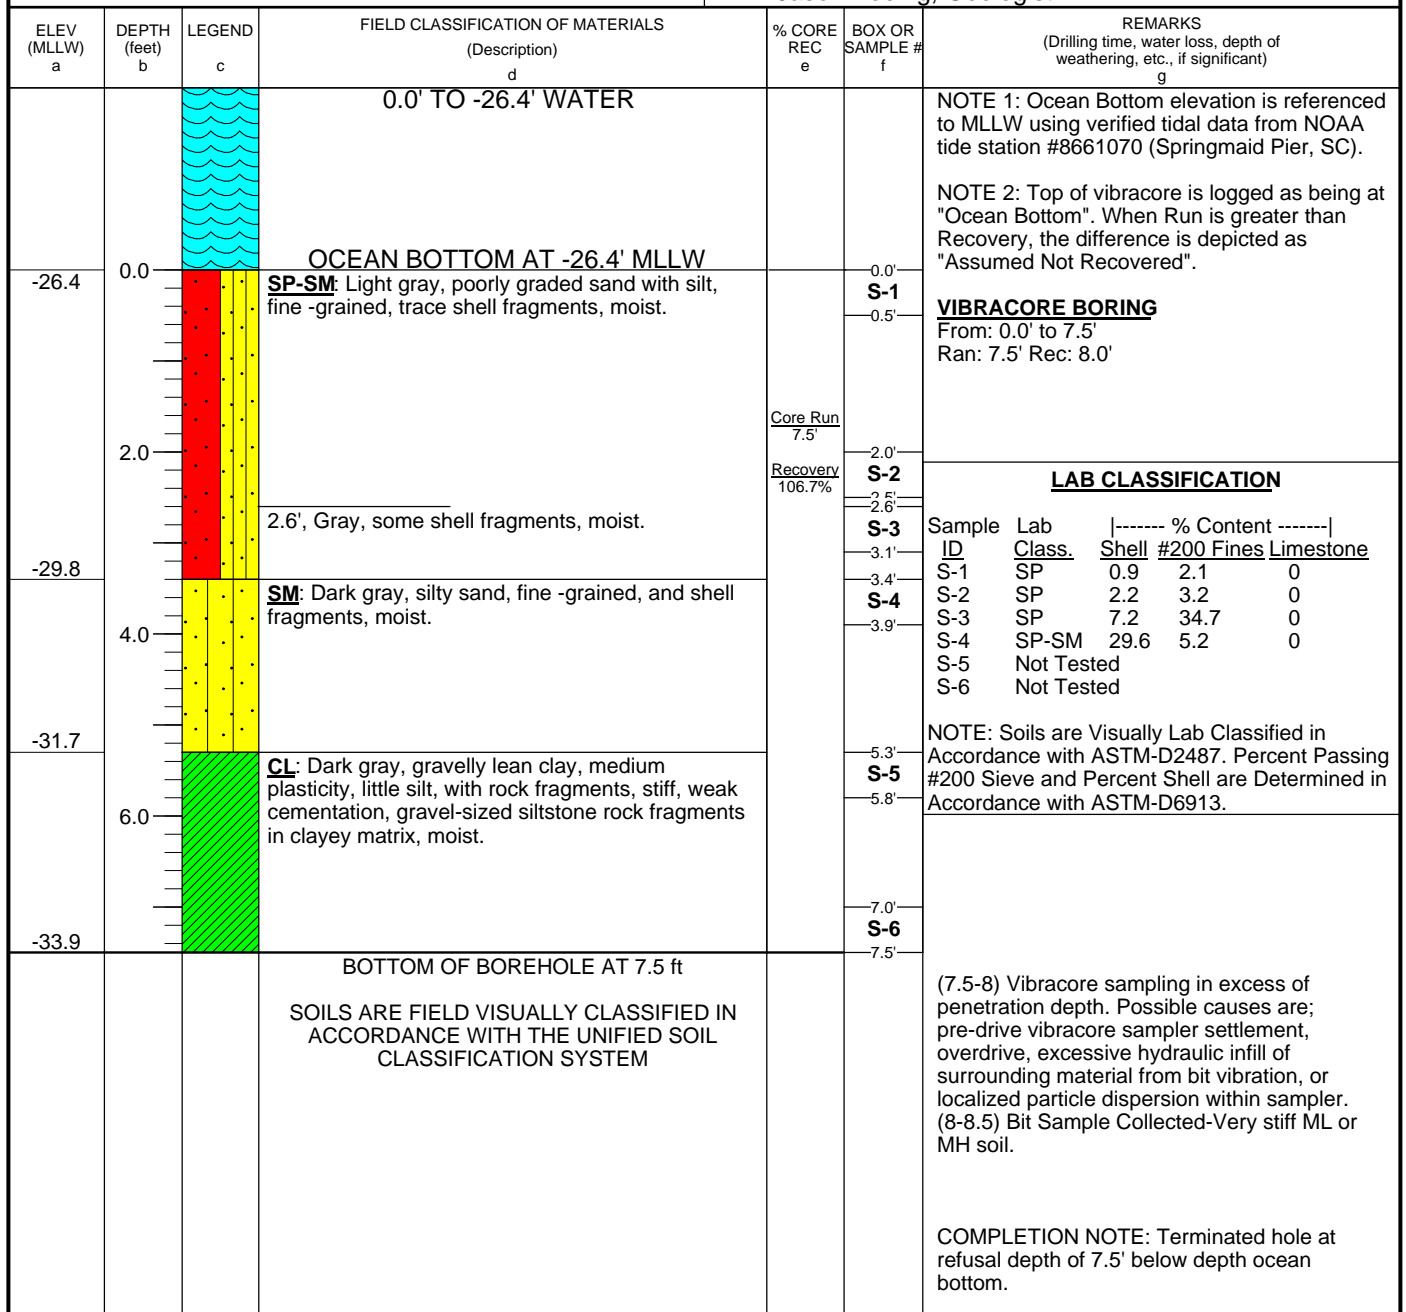 ELEV
(MLLW)
a
DEPTH
(feet)
b
LEGEND
c
FIELD CLASSIFICATION OF MATERIALS
(Description)
d
% CORE
REC
e
BOX OR
SAMPLE #
f
REMARKS
(Drilling time, water loss, depth of
weathering, etc., if significant)
g
0.0' TO -26.4' WATER
OCEAN BOTTOM AT -26.4' MLLW
-26.4
0.0
SP-SM: Light gray, poorly graded sand with silt,
fine -grained, trace shell fragments, moist.
2.0
2.6', Gray, some shell fragments, moist.
-29.8
SM: Dark gray, silty sand, fine -grained, and shell
fragments, moist.
4.0
-31.7
CL: Dark gray, gravelly lean clay, medium
plasticity, little silt, with rock fragments, stiff, weak
cementation, gravel-sized siltstone rock fragments
in clayey matrix, moist.
6.0
-33.9
BOTTOM OF BOREHOLE AT 7.5 ft
SOILS ARE FIELD VISUALLY CLASSIFIED IN
ACCORDANCE WITH THE UNIFIED SOIL
CLASSIFICATION SYSTEM
Core Run
7.5'
Recovery
106.7%
0.0'
S-1
0.5'
2.0'
S-2
2.5'
2.6'
S-3
3.1'
3.4'
S-4
3.9'
5.3'
S-5
5.8'
7.0'
S-6
7.5'
NOTE 1: Ocean Bottom elevation is referenced
to MLLW using verified tidal data from NOAA
tide station #8661070 (Springmaid Pier, SC).
NOTE 2: Top of vibracore is logged as being at
"Ocean Bottom". When Run is greater than
Recovery, the difference is depicted as
"Assumed Not Recovered".
VIBRACORE BORING
From: 0.0' to 7.5'
Ran: 7.5' Rec: 8.0'
LAB CLASSIFICATION
Sample Lab |------- % Content -------|
ID Class. Shell #200 Fines Limestone
S-1 SP 0.9 2.1 0
S-2 SP 2.2 3.2 0
S-3 SP 7.2 34.7 0
S-4 SP-SM 29.6 5.2 0
S-5 Not Tested
S-6 Not Tested
NOTE: Soils are Visually Lab Classified in
Accordance with ASTM-D2487. Percent Passing
#200 Sieve and Percent Shell are Determined in
Accordance with ASTM-D6913.
(7.5-8) Vibracore sampling in excess of
penetration depth. Possible causes are;
pre-drive vibracore sampler settlement,
overdrive, excessive hydraulic infill of
surrounding material from bit vibration, or
localized particle dispersion within sampler.
(8-8.5) Bit Sample Collected-Very stiff ML or
MH soil.
COMPLETION NOTE: Terminated hole at
refusal depth of 7.5' below depth ocean
bottom.